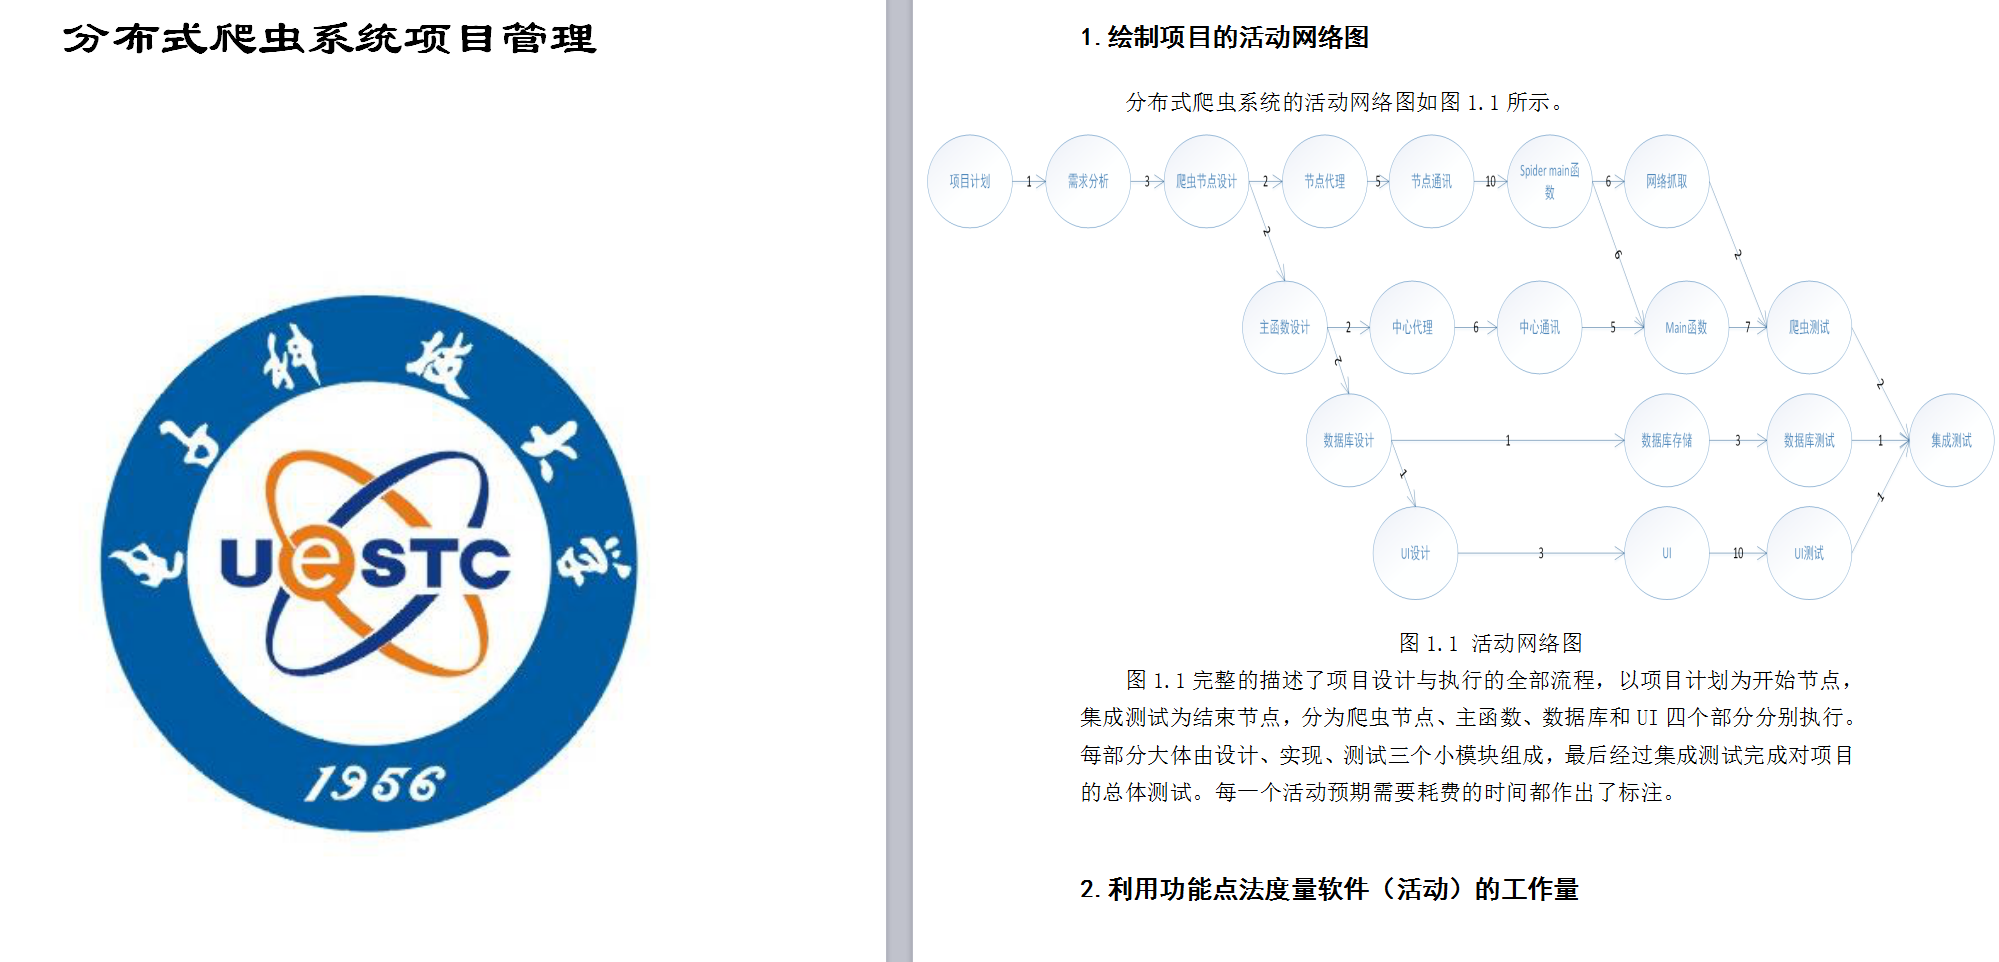 分布式爬虫系统项目管理
电子科技大学
UeSTC
1956
1.绘制项目的活动网络图
分布式爬虫系统的活动网络图如图 1.1 所示。
项目计划 1 需求分析 3 爬虫节点设计 2 节点代理 5 节点通讯 10 Spider main函数 6 网络抓取
2 6 2
主函数设计 2 中心代理 6 中心通讯 5 Main函数 7 爬虫测试
2 2
数据库设计 1 数据库存储 3 数据库测试 1 集成测试
1 1
UI设计 3 UI 10 UI测试
图 1.1 活动网络图
图 1.1 完整的描述了项目设计与执行的全部流程，以项目计划为开始节点，
集成测试为结束节点，分为爬虫节点、主函数、数据库和 UI 四个部分分别执行。
每部分大体由设计、实现、测试三个小模块组成，最后经过集成测试完成对项目
的总体测试。每一个活动预期需要耗费的时间都作出了标注。
2.利用功能点法度量软件（活动）的工作量